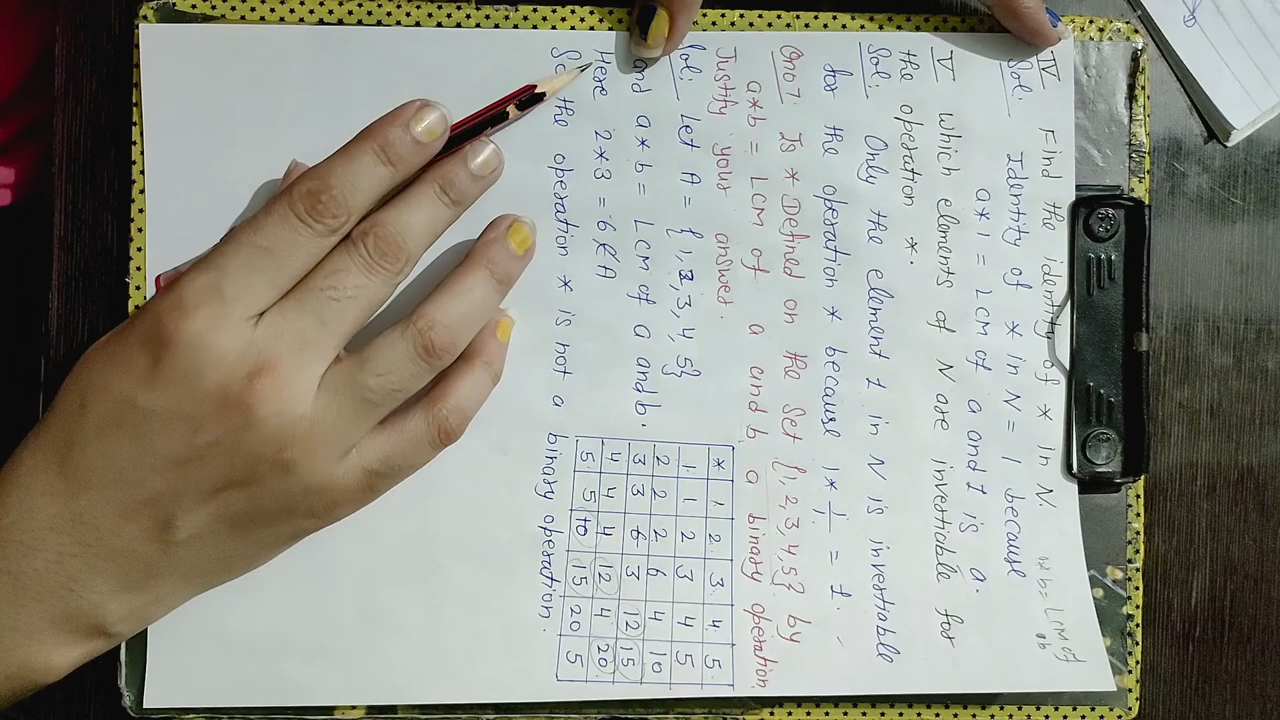 IV Find the identity of * in N.
a*b = LCM of
ab
Sol: Identity of * in N = 1 because
a*1 = LCM of a and 1 is a.
V which elements of N are invertiable for
the operation *.
Sol: Only the element 1 in N is invertiable
for the operation * because 1*1/1 = 1.
Qno 7. Is * Defined on the Set {1, 2, 3, 4, 5} by
a*b = LCM of a and b a binary operation
Justify your answer.
Sol: Let A = {1, 2, 3, 4, 5}
and a*b = LCM of a and b.
Here 2*3 = 6 ∉ A
So the operation * is not a binary operation.
* 1 2. 3. 4. 5.
1. 1 2 3 4 5
2 2 2 6 4 10
3 3 6 3 12 15
4. 4 4 12 4 20
5. 5 10 15 20 5